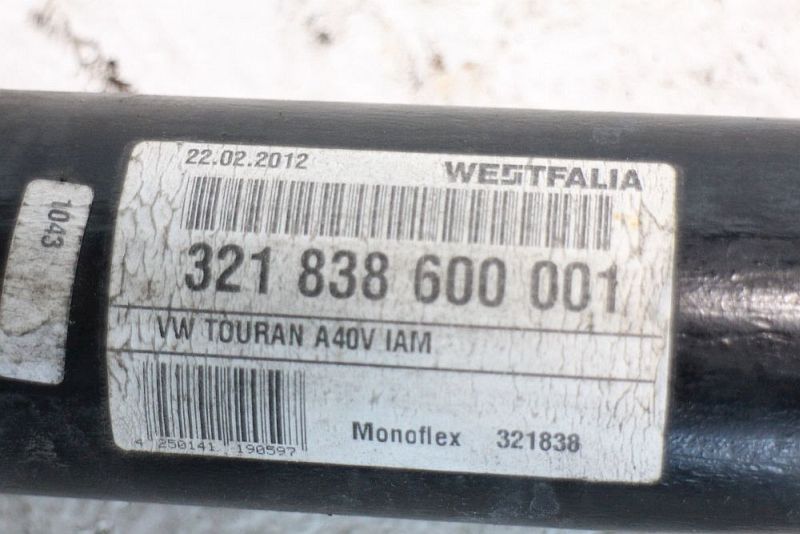 22.02.2012 WESTFALIA
321 838 600 001
VW TOURAN A40V IAM
4 250141 190597
Monoflex 321838
1043